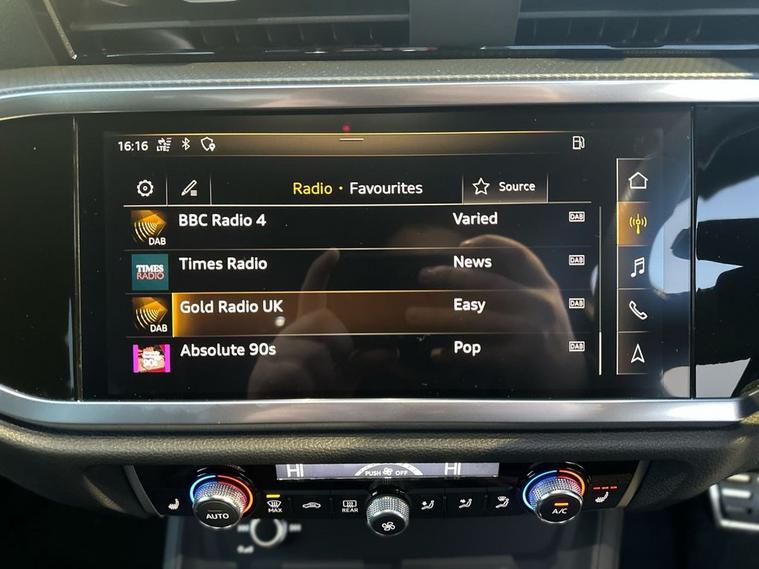 16:16 LTE
Radio • Favourites
Source
BBC Radio 4 Varied DAB
DAB
TIMES RADIO
Times Radio News DAB
Gold Radio UK Easy DAB
DAB
Absolute 90s Pop DAB
90s
HI PUSH OFF HI
AUTO
MAX
REAR
A/C